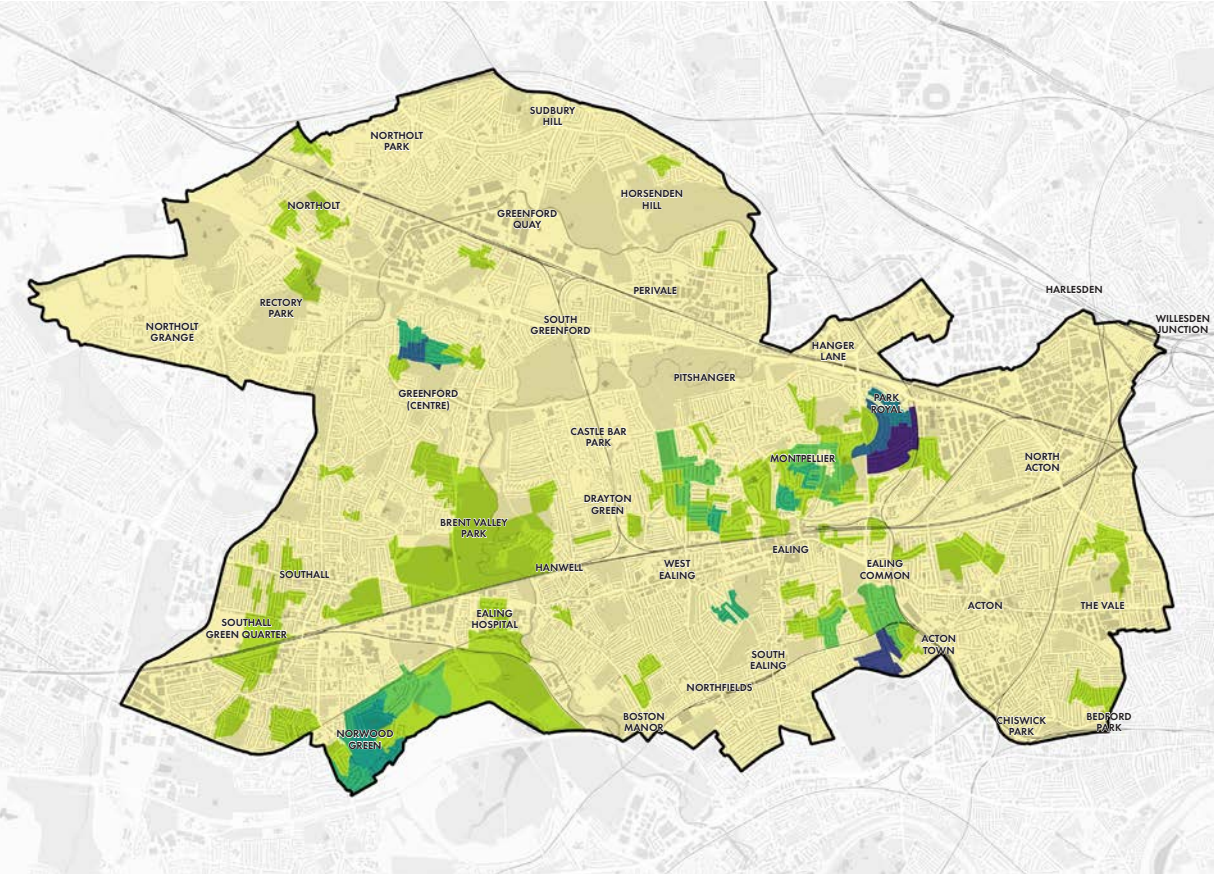 SUDBURY
HILL
NORTHOLT
PARK
HORSENDEN
HILL
NORTHOLT
GREENFORD
QUAY
PERIVALE
HARLESDEN
RECTORY
PARK
NORTHOLT
GRANGE
SOUTH
GREENFORD
WILLESDEN
JUNCTION
HANGER
LANE
PITSHANGER
GREENFORD
(CENTRE)
PARK
ROYAL
CASTLE BAR
PARK
MONTPELLIER
NORTH
ACTON
DRAYTON
GREEN
BRENT VALLEY
PARK
EALING
HANWELL
WEST
EALING
EALING
COMMON
SOUTHALL
ACTON
THE VALE
EALING
HOSPITAL
SOUTHALL
GREEN QUARTER
ACTON
TOWN
SOUTH
EALING
NORTHFIELDS
BOSTON
MANOR
CHISWICK
PARK
BEDFORD
PARK
NORWOOD
GREEN